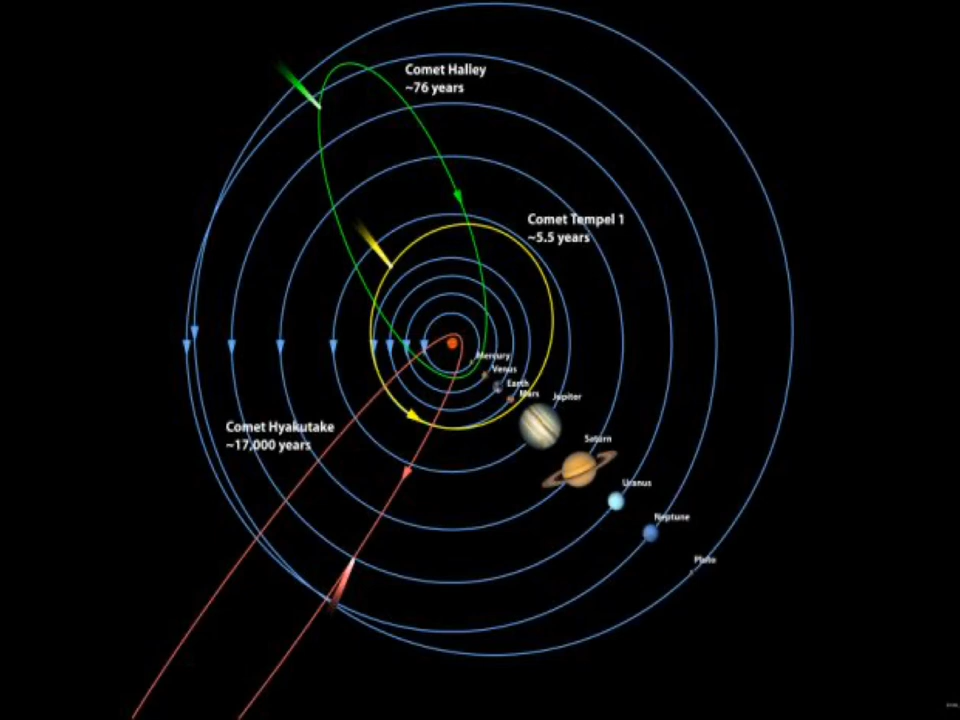 Comet Halley
~76 years
Comet Tempel 1
~5.5 years
Mercury
Venus
Earth
Mars
Jupiter
Comet Hyakutake
~17,000 years
Saturn
Uranus
Neptune
Pluto